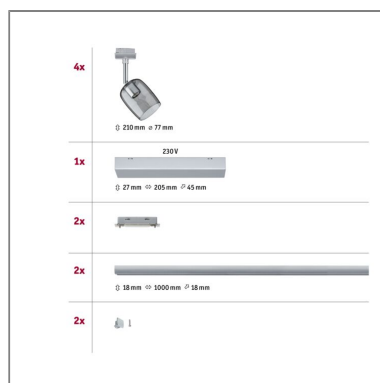 4x
⇕ 210 mm ⌀ 77 mm
1x
230 V
⇕ 27 mm ⇔ 205 mm ⬀ 45 mm
2x
2x
⇕ 18 mm ⇔ 1000 mm ⬀ 18 mm
2x